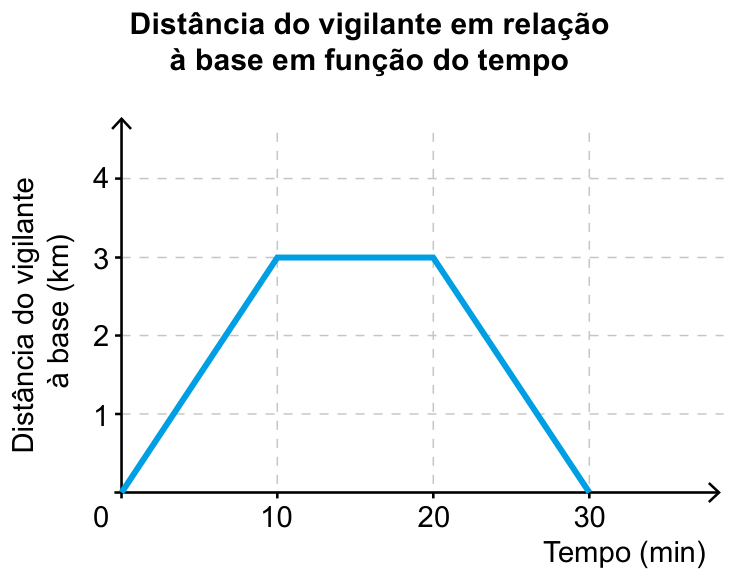 Distância do vigilante em relação
à base em função do tempo
Distância do vigilante
à base (km)
4
3
2
1
0
10
20
30
Tempo (min)